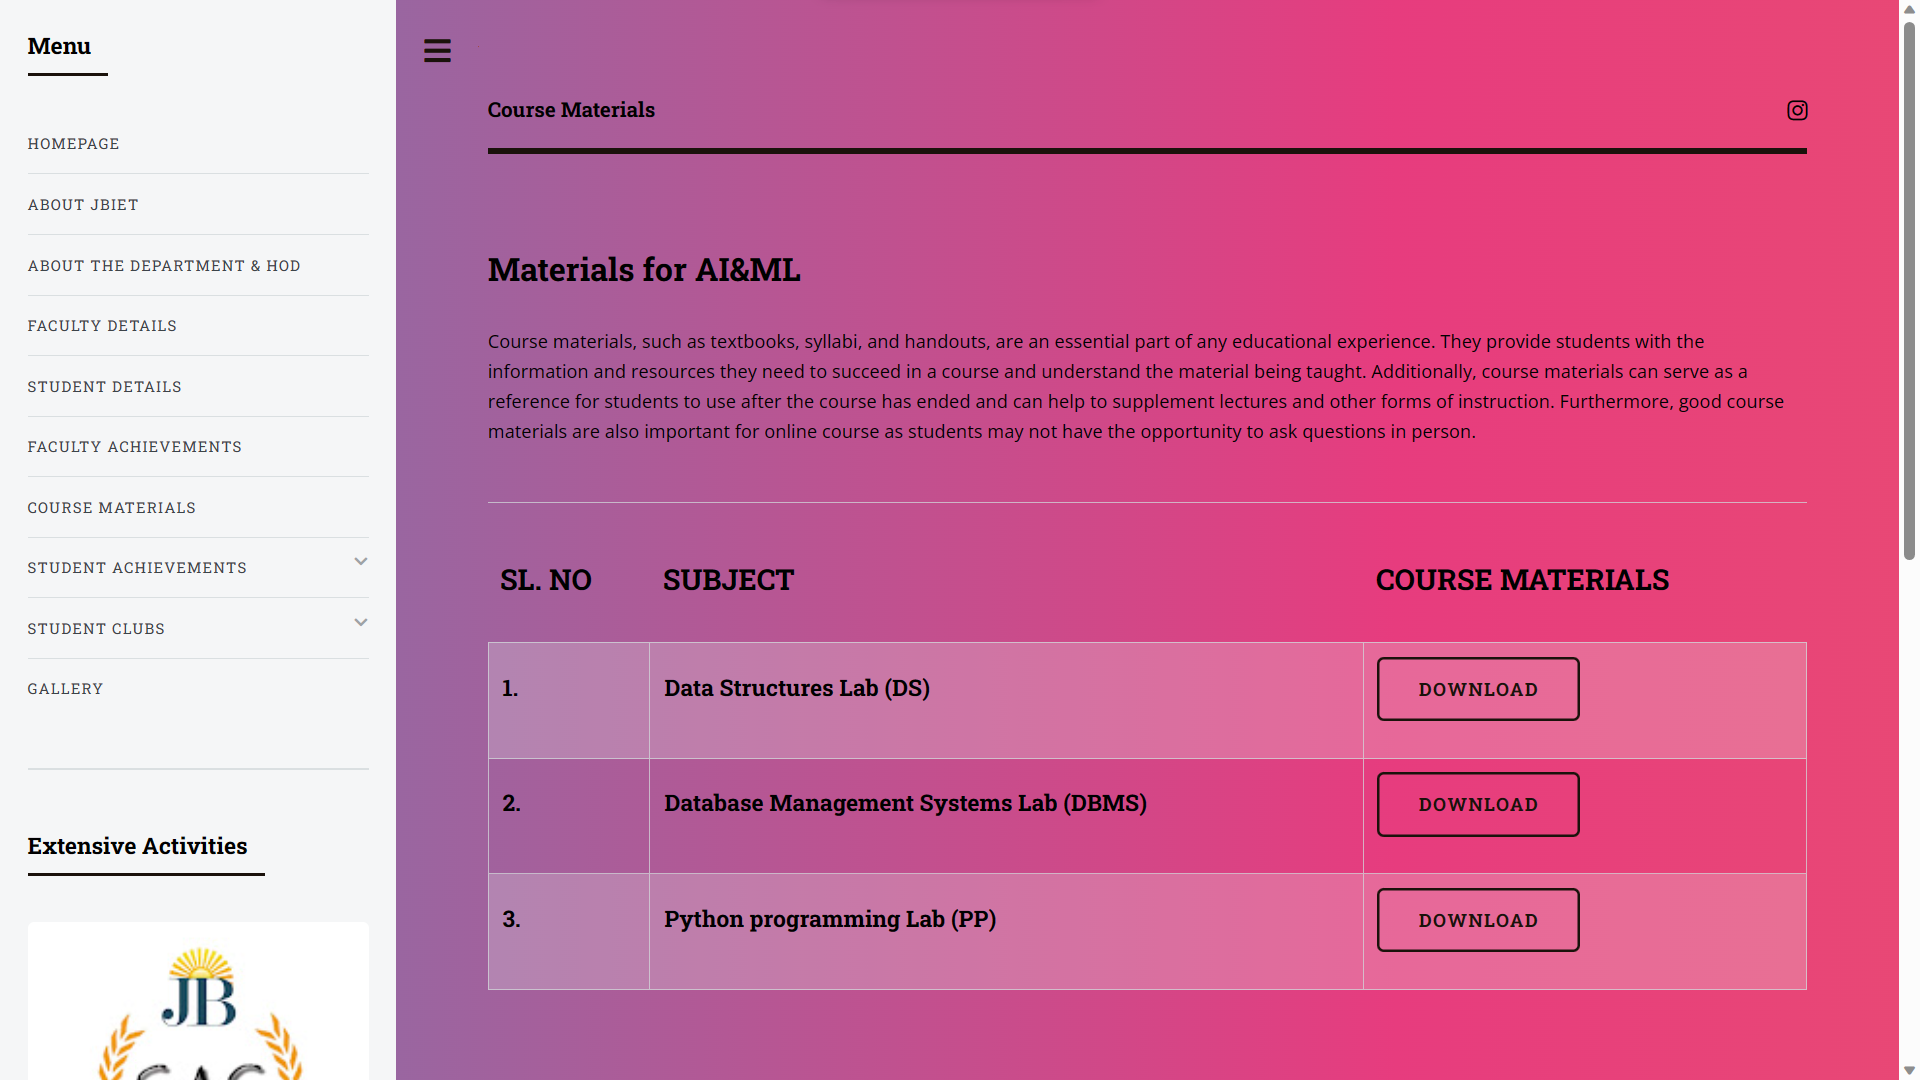 Menu
HOMEPAGE
ABOUT JBIET
ABOUT THE DEPARTMENT & HOD
FACULTY DETAILS
STUDENT DETAILS
FACULTY ACHIEVEMENTS
COURSE MATERIALS
STUDENT ACHIEVEMENTS
STUDENT CLUBS
GALLERY
Extensive Activities
JB
Course Materials
Materials for AI&ML
Course materials, such as textbooks, syllabi, and handouts, are an essential part of any educational experience. They provide students with the
information and resources they need to succeed in a course and understand the material being taught. Additionally, course materials can serve as a
reference for students to use after the course has ended and can help to supplement lectures and other forms of instruction. Furthermore, good course
materials are also important for online course as students may not have the opportunity to ask questions in person.
SL. NO SUBJECT COURSE MATERIALS
1. Data Structures Lab (DS) DOWNLOAD
2. Database Management Systems Lab (DBMS) DOWNLOAD
3. Python programming Lab (PP) DOWNLOAD